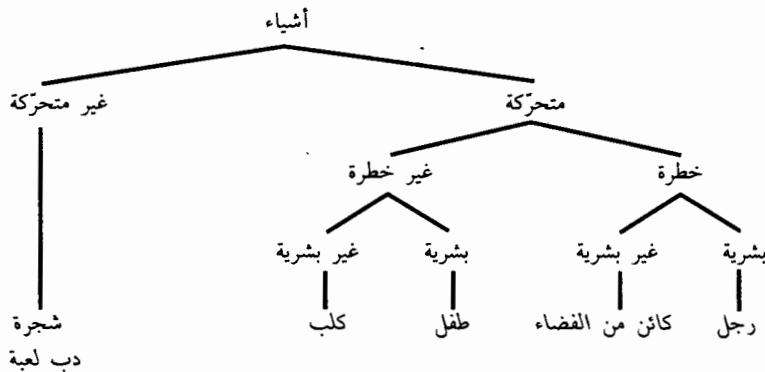 أشياء
متحرّكة غير متحرّكة
خطرة غير خطرة
بشرية غير بشرية بشرية غير بشرية
رجل كائن من الفضاء طفل كلب شجرة
دب لعبة